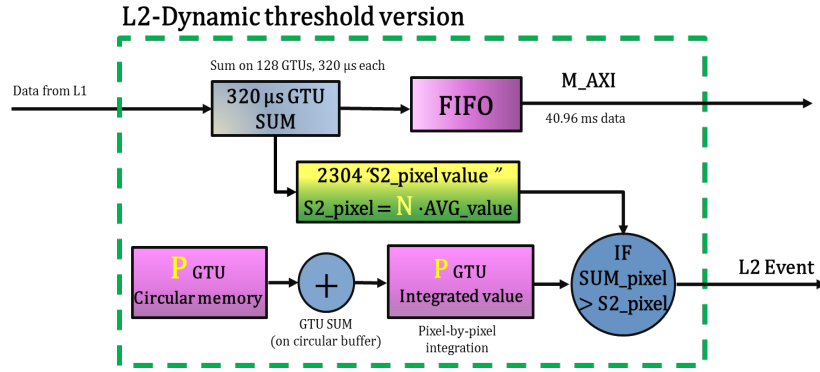 L2-Dynamic threshold version
Sum on 128 GTUs, 320 µs each
Data from L1
320 µs GTU
SUM
FIFO
M_AXI
40.96 ms data
2304 "S2_pixel value "
S2_pixel = N ·AVG_value
P GTU
Circular memory
+
GTU SUM
(on circular buffer)
P GTU
Integrated value
Pixel-by-pixel
integration
IF
SUM_pixel
> S2_pixel
L2 Event